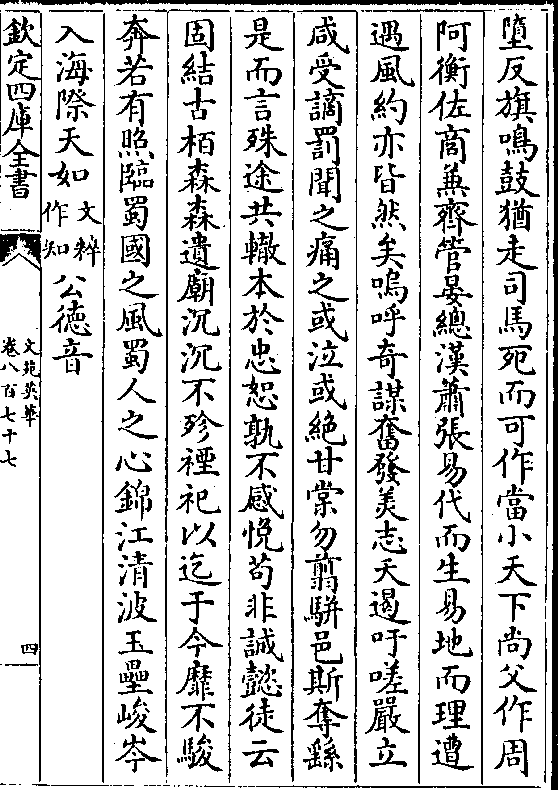 墮反旗鳴鼓猶走司馬死而可作當小天下尚父作周
阿衡佐商兼齊管晏總漢蕭張易代而生易地而理遭
遇風約亦皆然矣嗚呼奇謀奮發美志夭遏吁嗟嚴立
咸受謫罰聞之痛之或泣或絕甘棠勿翦駢邑斯奪繇
是而言殊途共轍本於忠恕孰不感悅苟非誠慤徒云
固結古栢森森遺廟沉沉不殄禋祀以迄于今靡不駿
奔若有照臨蜀國之風蜀人之心錦江清波玉壘峻岑
入海際天如文粹作知公德音
欽定四庫全書
文苑英華
卷八百七十七
四